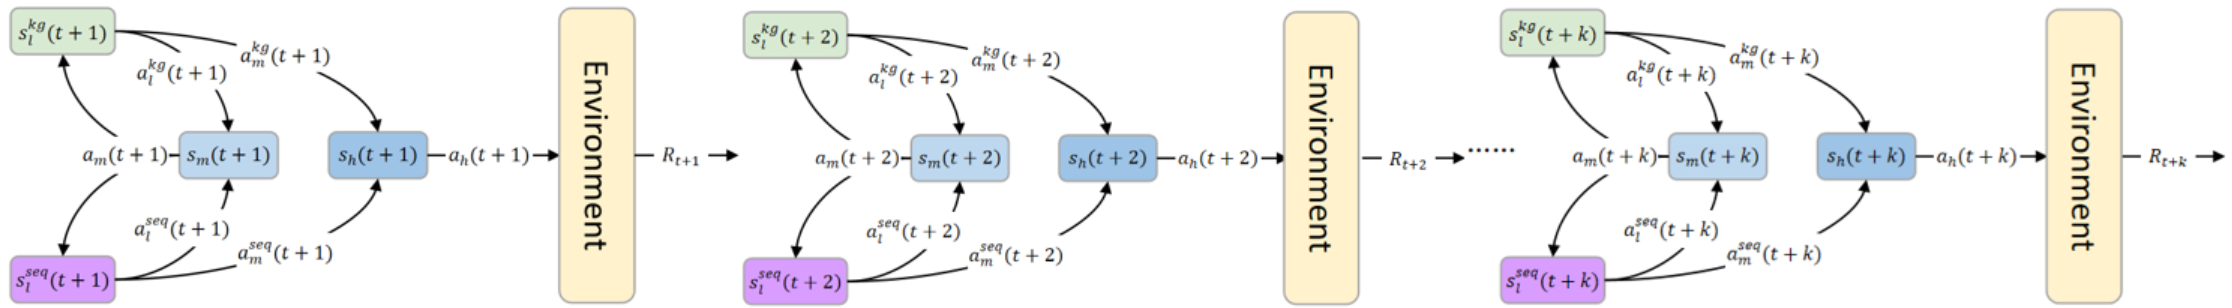 s_l^{kg}(t + 1)
a_m^{kg}(t + 1)
a_l^{kg}(t + 1)
a_m(t + 1)
s_m(t + 1)
s_h(t + 1)
a_h(t + 1)
a_l^{seq}(t + 1)
a_m^{seq}(t + 1)
s_l^{seq}(t + 1)
Environment
R_{t+1}
s_l^{kg}(t + 2)
a_m^{kg}(t + 2)
a_l^{kg}(t + 2)
a_m(t + 2)
s_m(t + 2)
s_h(t + 2)
a_h(t + 2)
a_l^{seq}(t + 2)
a_m^{seq}(t + 2)
s_l^{seq}(t + 2)
Environment
R_{t+2}
......
s_l^{kg}(t + k)
a_m^{kg}(t + k)
a_l^{kg}(t + k)
a_m(t + k)
s_m(t + k)
s_h(t + k)
a_h(t + k)
a_l^{seq}(t + k)
a_m^{seq}(t + k)
s_l^{seq}(t + k)
Environment
R_{t+k}